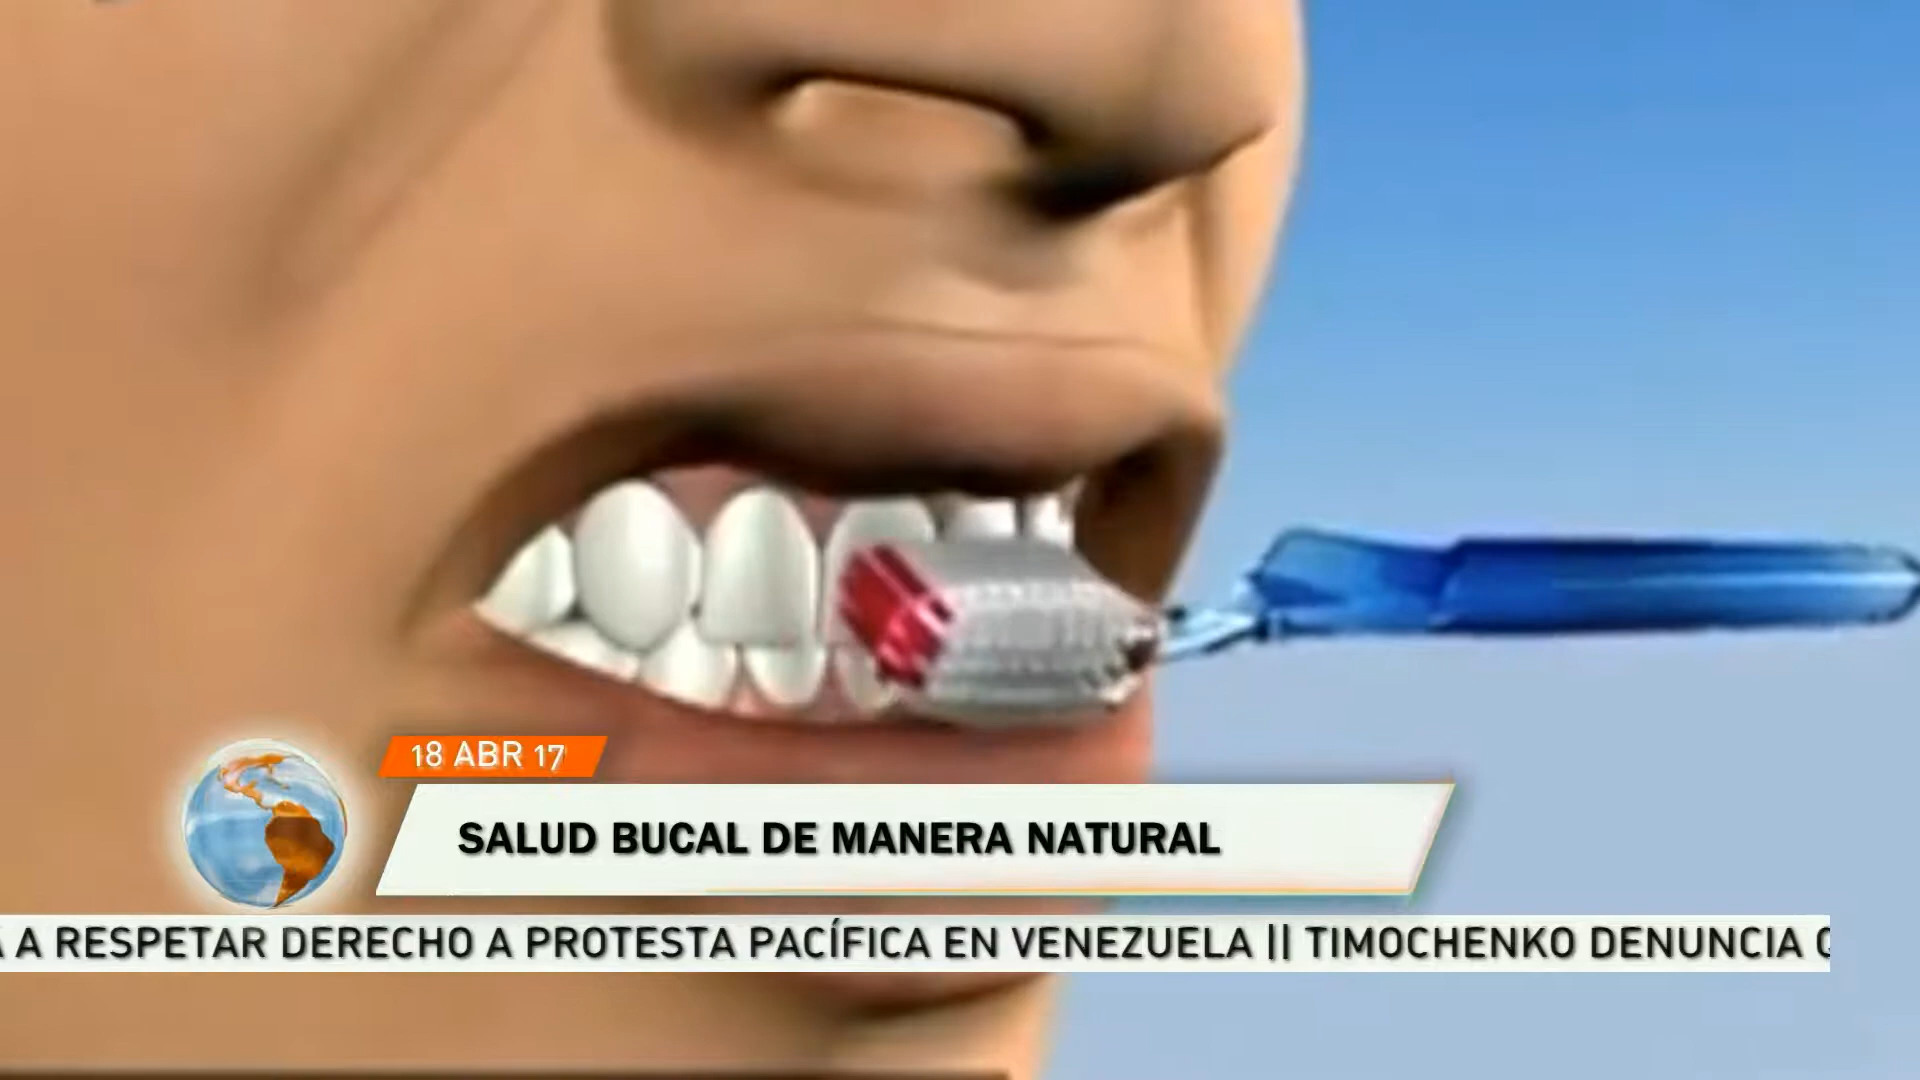 18 ABR 17
SALUD BUCAL DE MANERA NATURAL
A RESPETAR DERECHO A PROTESTA PACÍFICA EN VENEZUELA || TIMOCHENKO DENUNCIA